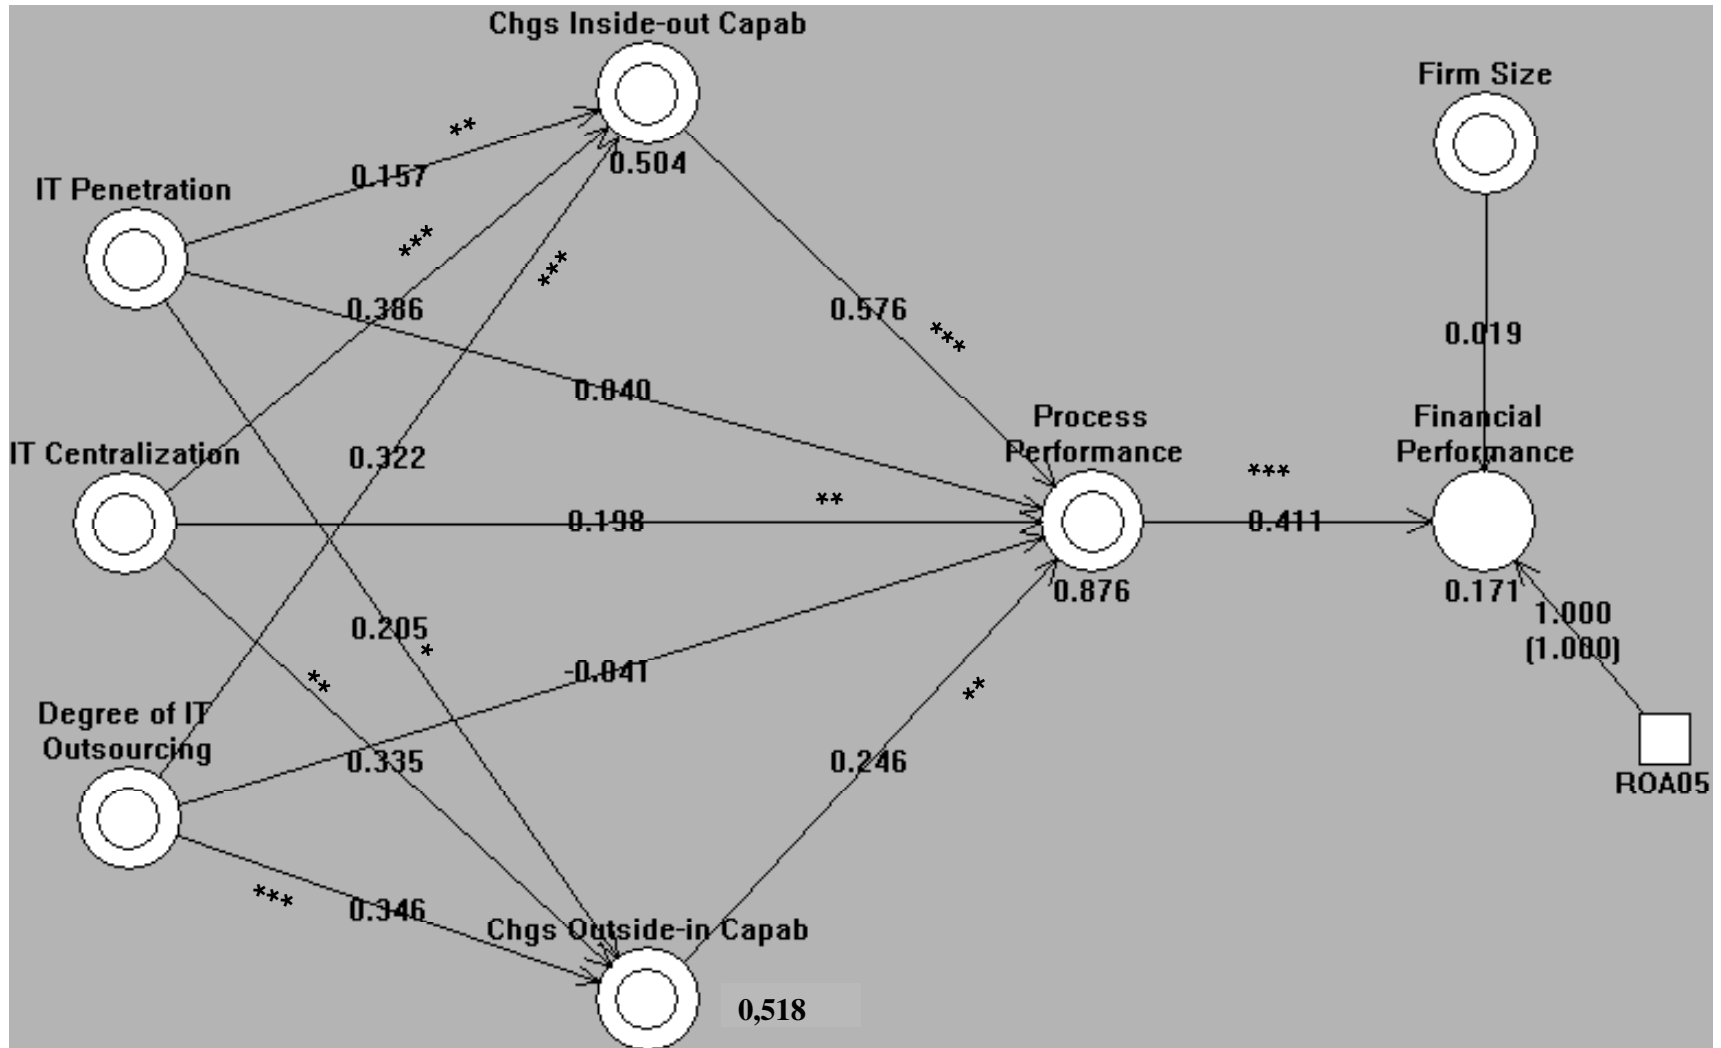 Chgs Inside-out Capab
Firm Size
**
0.157
0.504
IT Penetration
***
***
0.386
0.576
***
0.019
0.040
Process
Performance
Financial
Performance
IT Centralization
0.322
***
**
0.198
0.411
0.876
0.171
1.000
(1.000)
0.205
*
**
-0.041
**
Degree of IT
Outsourcing
0.335
0.246
ROA05
***
0.346
Chgs Outside-in Capab
0,518